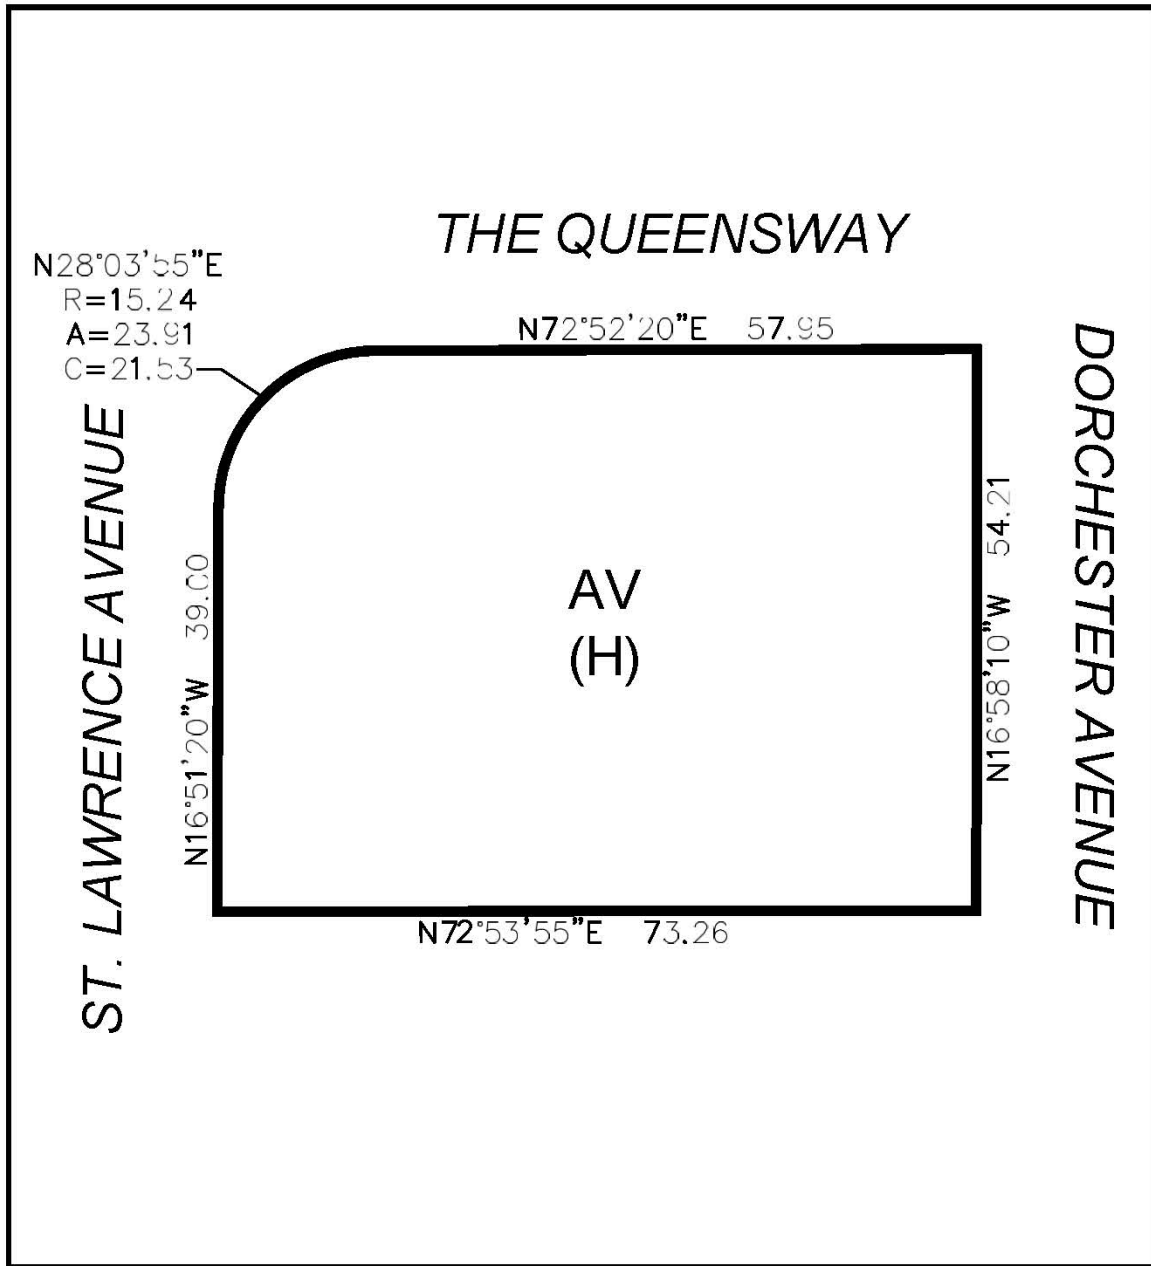 THE QUEENSWAY
N28°03'55"E
R=15.24
A=23.91
C=21.53
N72°52'20"E 57.95
DORCHESTER AVENUE
ST. LAWRENCE AVENUE
N16°51'20"W 39.00
AV
(H)
N16°58'10"W 54.21
N72°53'55"E 73.26